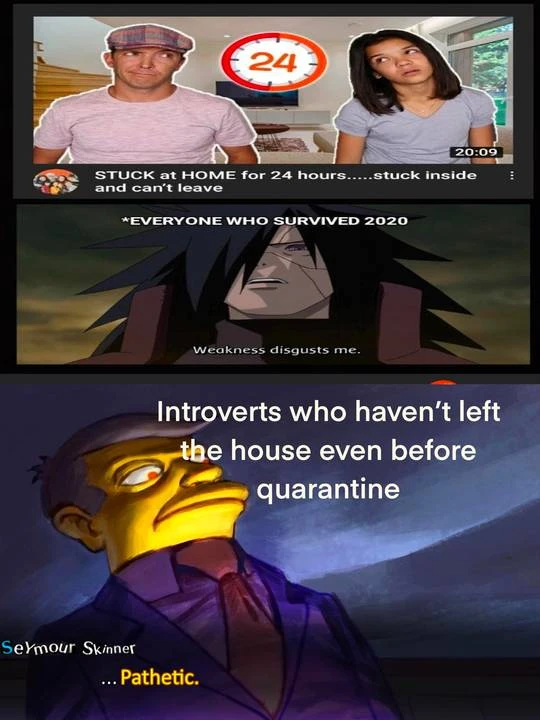 24
20:09
STUCK at HOME for 24 hours.....stuck inside
and can't leave
*EVERYONE WHO SURVIVED 2020
Weakness disgusts me.
Introverts who haven't left
the house even before
quarantine
Seymour Skinner
... Pathetic.